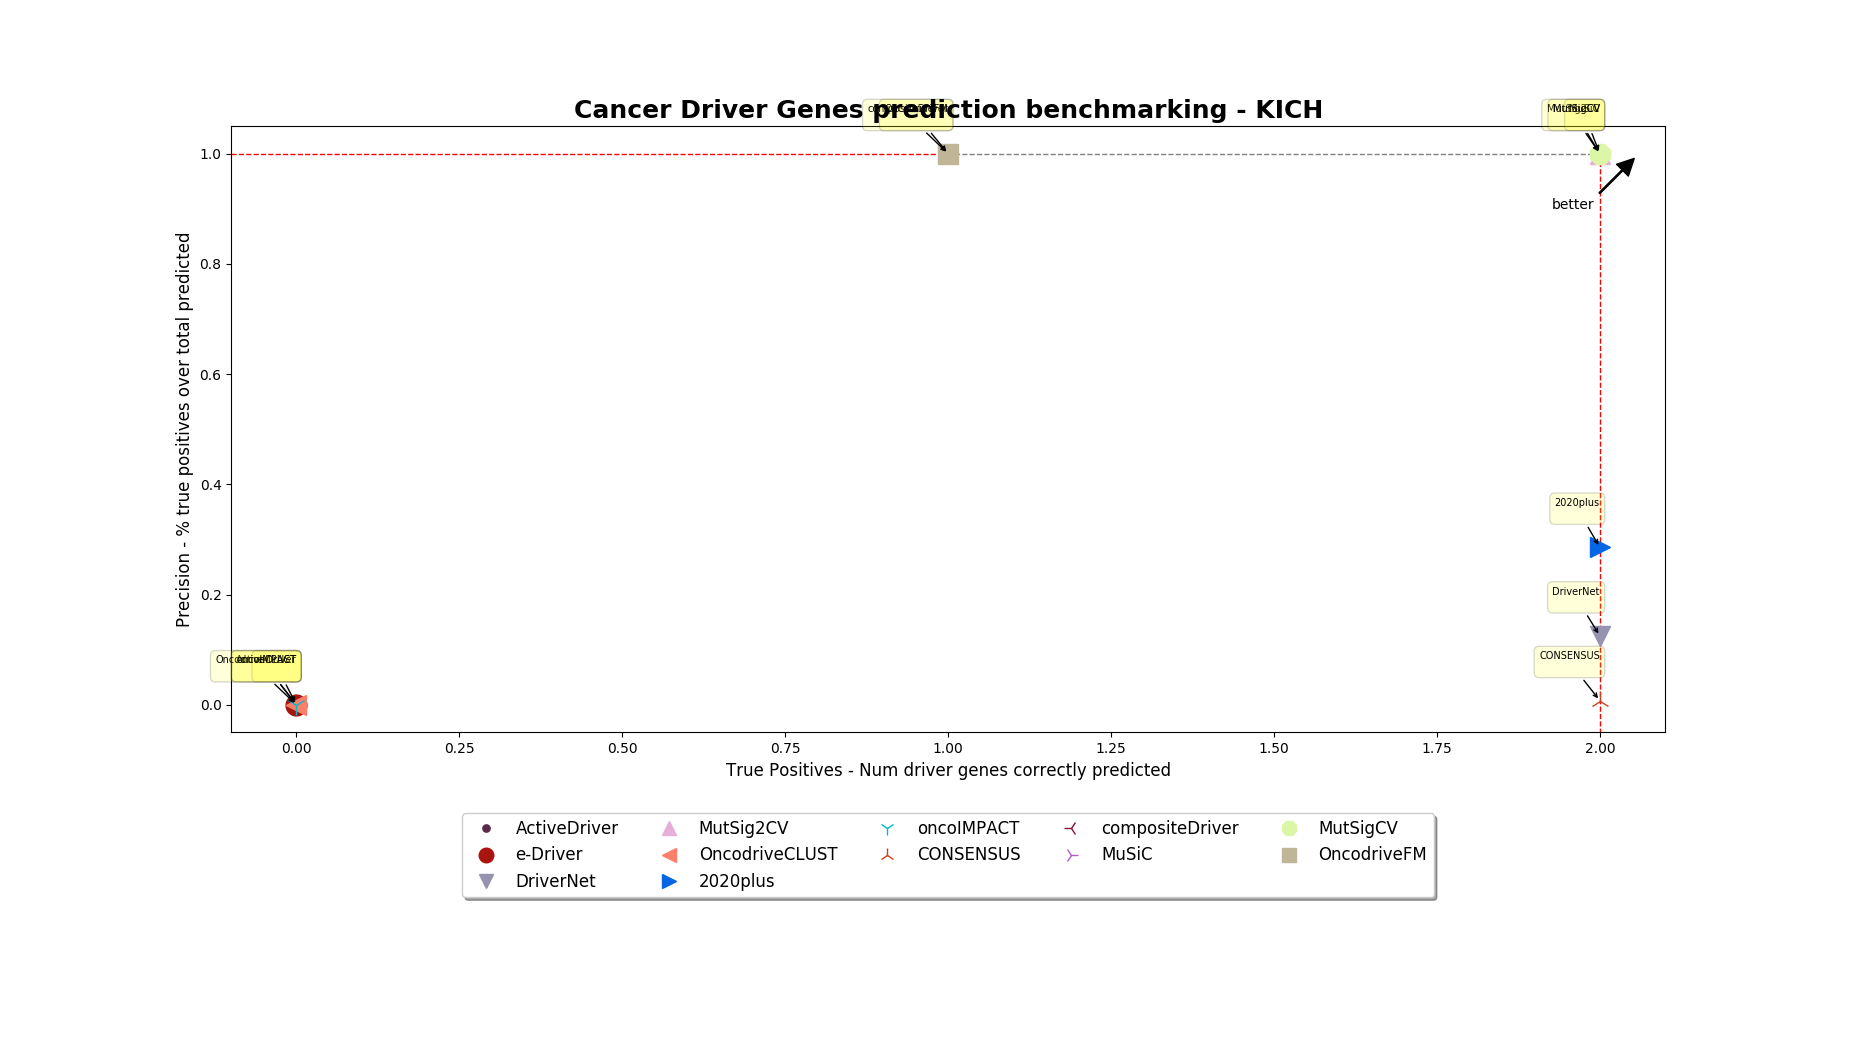 Cancer Driver Genes prediction benchmarking - KICH
Precision - % true positives over total predicted
1.0
0.8
0.6
0.4
0.2
0.0
better
2020plus
DriverNet
CONSENSUS
0.00 0.25 0.50 0.75 1.00 1.25 1.50 1.75 2.00
True Positives - Num driver genes correctly predicted
ActiveDriver MutSig2CV oncoIMPACT compositeDriver MutSigCV
e-Driver OncodriveCLUST CONSENSUS MuSiC OncodriveFM
DriverNet 2020plus